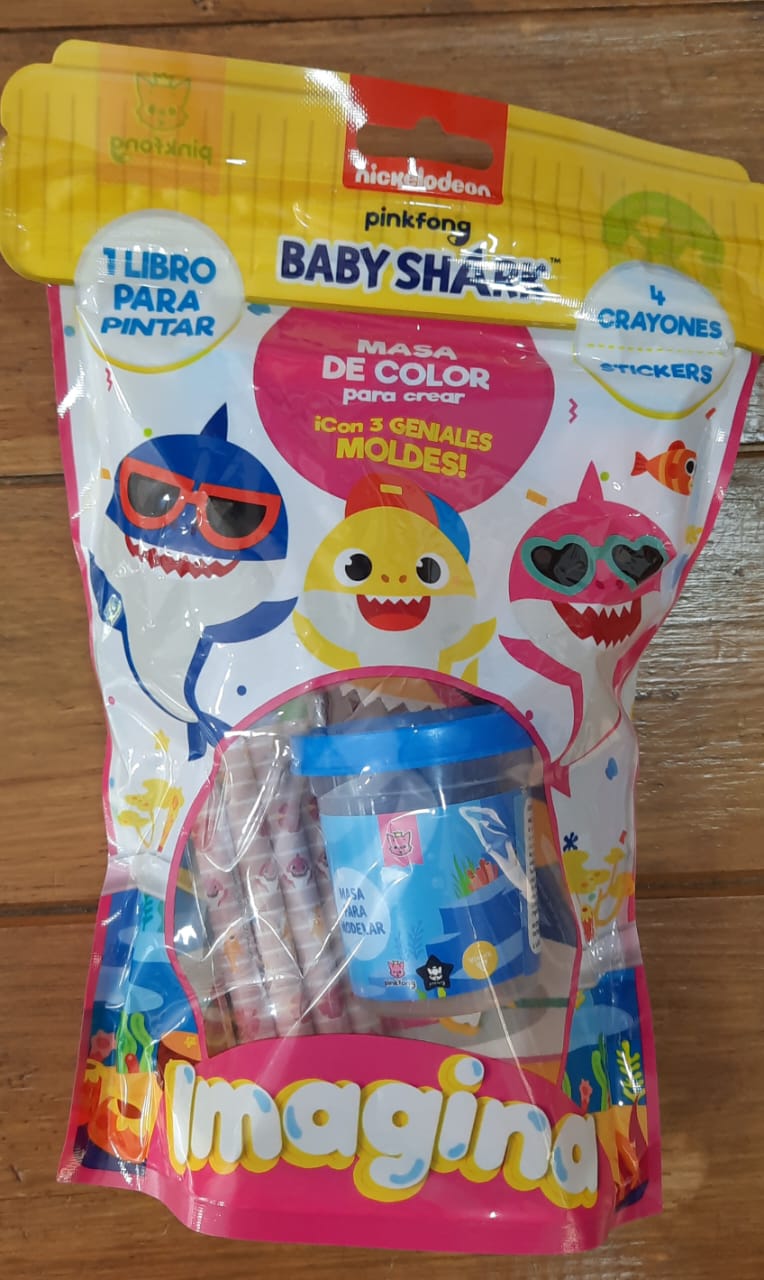 nickelodeon
pinkfong
pinkfong
BABY SHARK™
1 LIBRO
PARA
PINTAR
4
CRAYONES
STICKERS
MASA
DE COLOR
para crear
¡Con 3 GENIALES
MOLDES!
MASA
PARA
MODELAR
pinkfong
Imagina